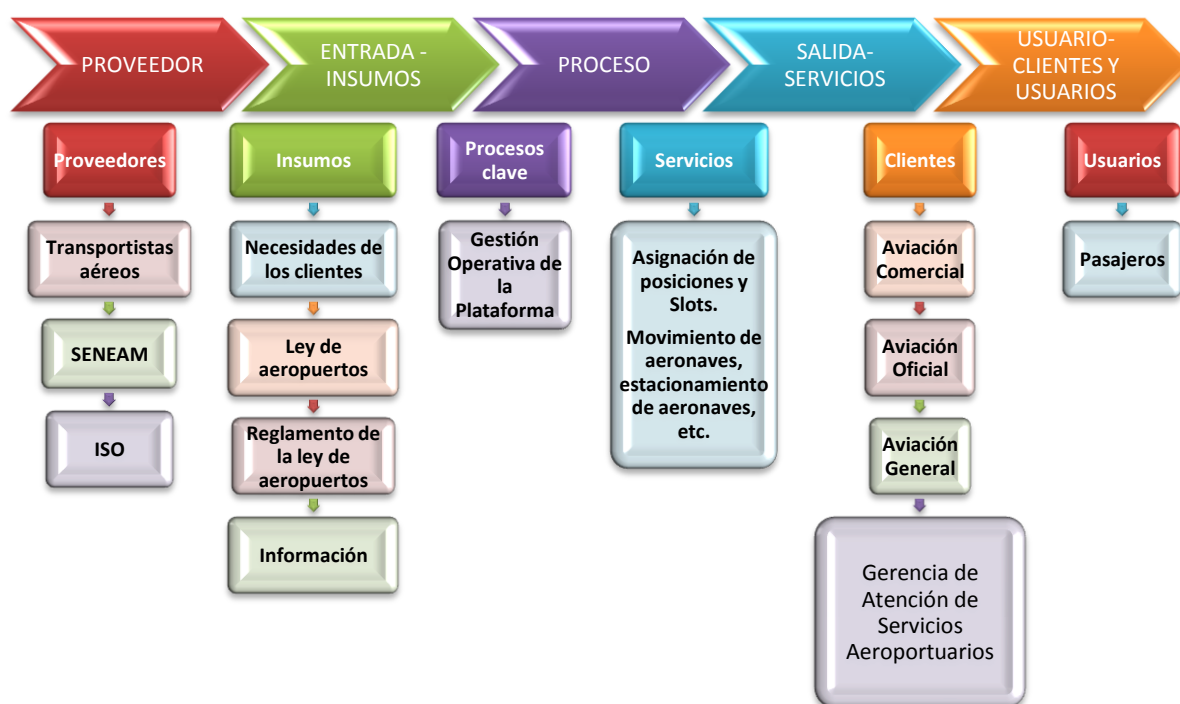 PROVEEDOR
ENTRADA -
INSUMOS
PROCESO
SALIDA-
SERVICIOS
USUARIO-
CLIENTES Y
USUARIOS
Proveedores
Transportistas
aéreos
SENEAM
ISO
Insumos
Necesidades de
los clientes
Ley de
aeropuertos
Reglamento de
la ley de
aeropuertos
Información
Procesos
clave
Gestión
Operativa de
la
Plataforma
Servicios
Asignación de
posiciones y
Slots.
Movimiento de
aeronaves,
estacionamiento
de aeronaves,
etc.
Clientes
Aviación
Comercial
Aviación
Oficial
Aviación
General
Gerencia de
Atención de
Servicios
Aeroportuarios
Usuarios
Pasajeros